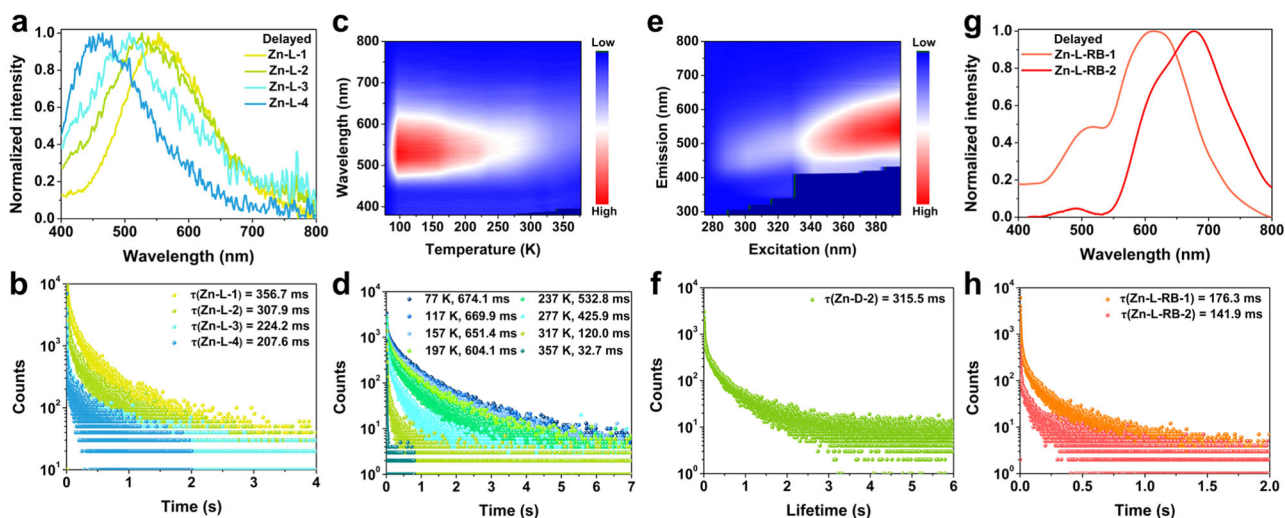 a
Normalized intensity
1.0
0.8
0.6
0.4
0.2
0.0
Delayed
Zn-L-1
Zn-L-2
Zn-L-3
Zn-L-4
400 500 600 700 800
Wavelength (nm)
c
Wavelength (nm)
800
700
600
500
400
100 150 200 250 300 350
Temperature (K)
Low
High
e
Emission (nm)
800
700
600
500
400
300
280 300 320 340 360 380
Excitation (nm)
Low
High
g
Normalized intensity
1.0
0.8
0.6
0.4
0.2
0.0
Delayed
Zn-L-RB-1
Zn-L-RB-2
400 500 600 700 800
Wavelength (nm)
b
Counts
10⁴
10³
10²
10¹
τ(Zn-L-1) = 356.7 ms
τ(Zn-L-2) = 307.9 ms
τ(Zn-L-3) = 224.2 ms
τ(Zn-L-4) = 207.6 ms
0 1 2 3 4
Time (s)
d
Counts
10⁵
10⁴
10³
10²
10¹
10⁰
77 K, 674.1 ms 237 K, 532.8 ms
117 K, 669.9 ms 277 K, 425.9 ms
157 K, 651.4 ms 317 K, 120.0 ms
197 K, 604.1 ms 357 K, 32.7 ms
0 1 2 3 4 5 6 7
Time (s)
f
Counts
10⁴
10³
10²
10¹
10⁰
τ(Zn-D-2) = 315.5 ms
0 1 2 3 4 5 6
Lifetime (s)
h
Counts
10⁴
10³
10²
10¹
10⁰
τ(Zn-L-RB-1) = 176.3 ms
τ(Zn-L-RB-2) = 141.9 ms
0.0 0.5 1.0 1.5 2.0
Time (s)